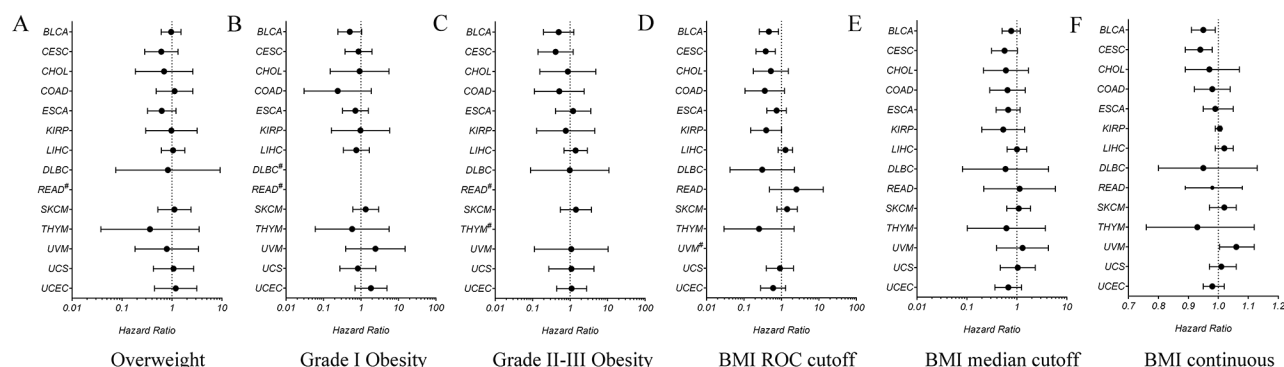 A
BLCA
CESC
CHOL
COAD
ESCA
KIRP
LIHC
DLBC
READ#
SKCM
THYM
UVM
UCS
UCEC
0.01 0.1 1 10
Hazard Ratio
Overweight
B
BLCA
CESC
CHOL
COAD
ESCA
KIRP
LIHC
DLBC#
READ#
SKCM
THYM
UVM
UCS
UCEC
0.01 0.1 1 10 100
Hazard Ratio
Grade I Obesity
C
BLCA
CESC
CHOL
COAD
ESCA
KIRP
LIHC
DLBC
READ#
SKCM
THYM#
UVM
UCS
UCEC
0.01 0.1 1 10 100
Hazard Ratio
Grade II-III Obesity
D
BLCA
CESC
CHOL
COAD
ESCA
KIRP
LIHC
DLBC
READ
SKCM
THYM
UVM#
UCS
UCEC
0.01 0.1 1 10 100
Hazard Ratio
BMI ROC cutoff
E
BLCA
CESC
CHOL
COAD
ESCA
KIRP
LIHC
DLBC
READ
SKCM
THYM
UVM
UCS
UCEC
0.01 0.1 1 10
Hazard Ratio
BMI median cutoff
F
BLCA
CESC
CHOL
COAD
ESCA
KIRP
LIHC
DLBC
READ
SKCM
THYM
UVM
UCS
UCEC
0.7 0.8 0.9 1.0 1.1 1.2
Hazard Ratio
BMI continuous